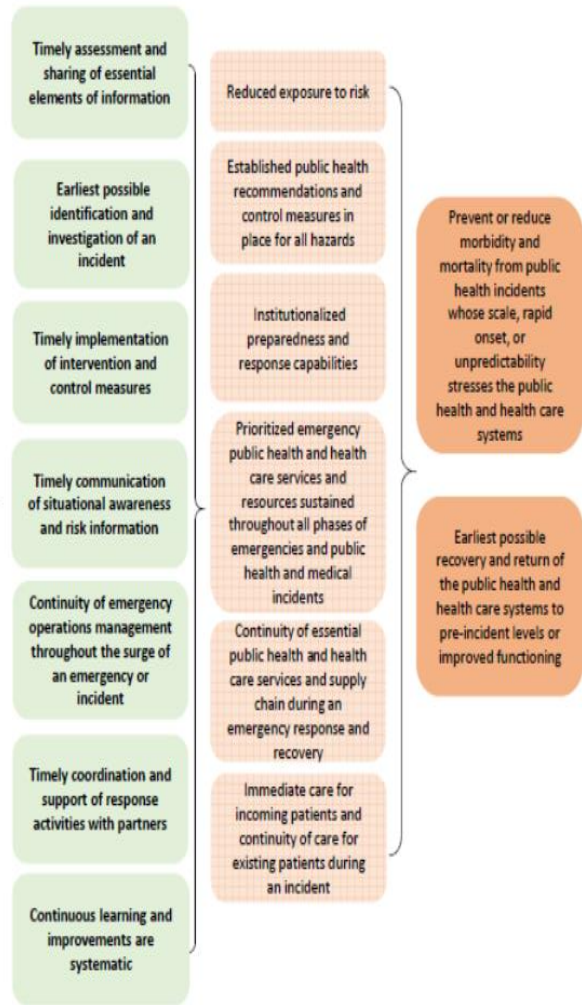 Timely assessment and
sharing of essential
elements of information
Earliest possible
identification and
investigation of an
incident
Timely implementation
of intervention and
control measures
Timely communication
of situational awareness
and risk information
Continuity of emergency
operations management
throughout the surge of
an emergency or
incident
Timely coordination and
support of response
activities with partners
Continuous learning and
improvements are
systematic
Reduced exposure to risk
Established public health
recommendations and
control measures in
place for all hazards
Institutionalized
preparedness and
response capabilities
Prioritized emergency
public health and health
care services and
resources sustained
throughout all phases of
emergencies and public
health and medical
incidents
Continuity of essential
public health and health
care services and supply
chain during an
emergency response and
recovery
Immediate care for
incoming patients and
continuity of care for
existing patients during
an incident
Prevent or reduce
morbidity and
mortality from public
health incidents
whose scale, rapid
onset, or
unpredictability
stresses the public
health and health care
systems
Earliest possible
recovery and return of
the public health and
health care systems to
pre-incident levels or
improved functioning